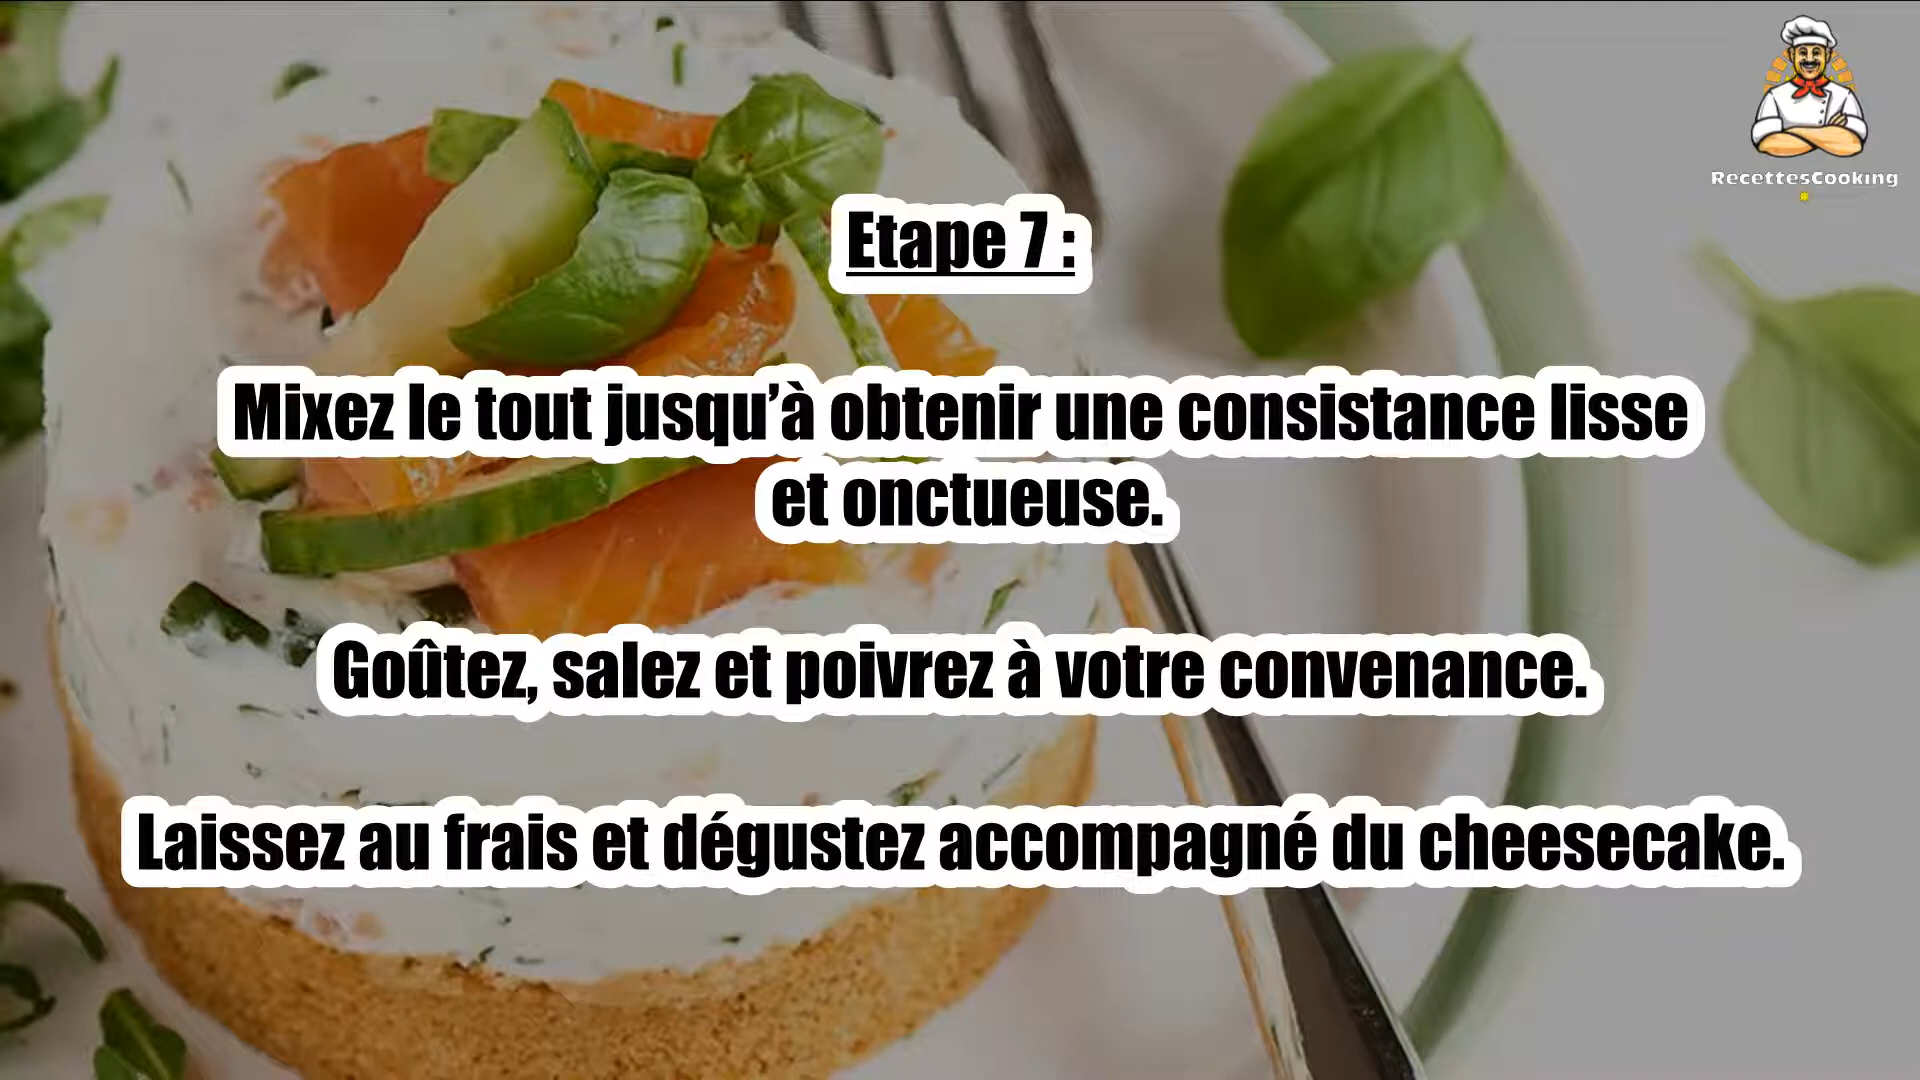 RecettesCooking
Etape 7 :
Mixez le tout jusqu’à obtenir une consistance lisse
et onctueuse.
Goûtez, salez et poivrez à votre convenance.
Laissez au frais et dégustez accompagné du cheesecake.